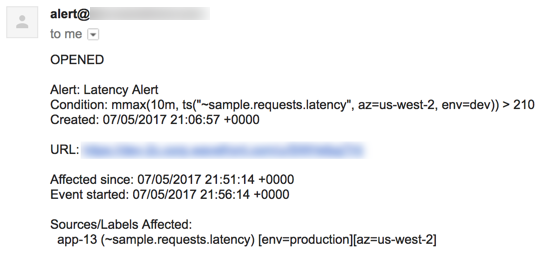 alert@
to me
OPENED
Alert: Latency Alert
Condition: mmax(10m, ts("~sample.requests.latency", az=us-west-2, env=dev)) > 210
Created: 07/05/2017 21:06:57 +0000
URL:
Affected since: 07/05/2017 21:51:14 +0000
Event started: 07/05/2017 21:56:14 +0000
Sources/Labels Affected:
app-13 (~sample.requests.latency) [env=production][az=us-west-2]